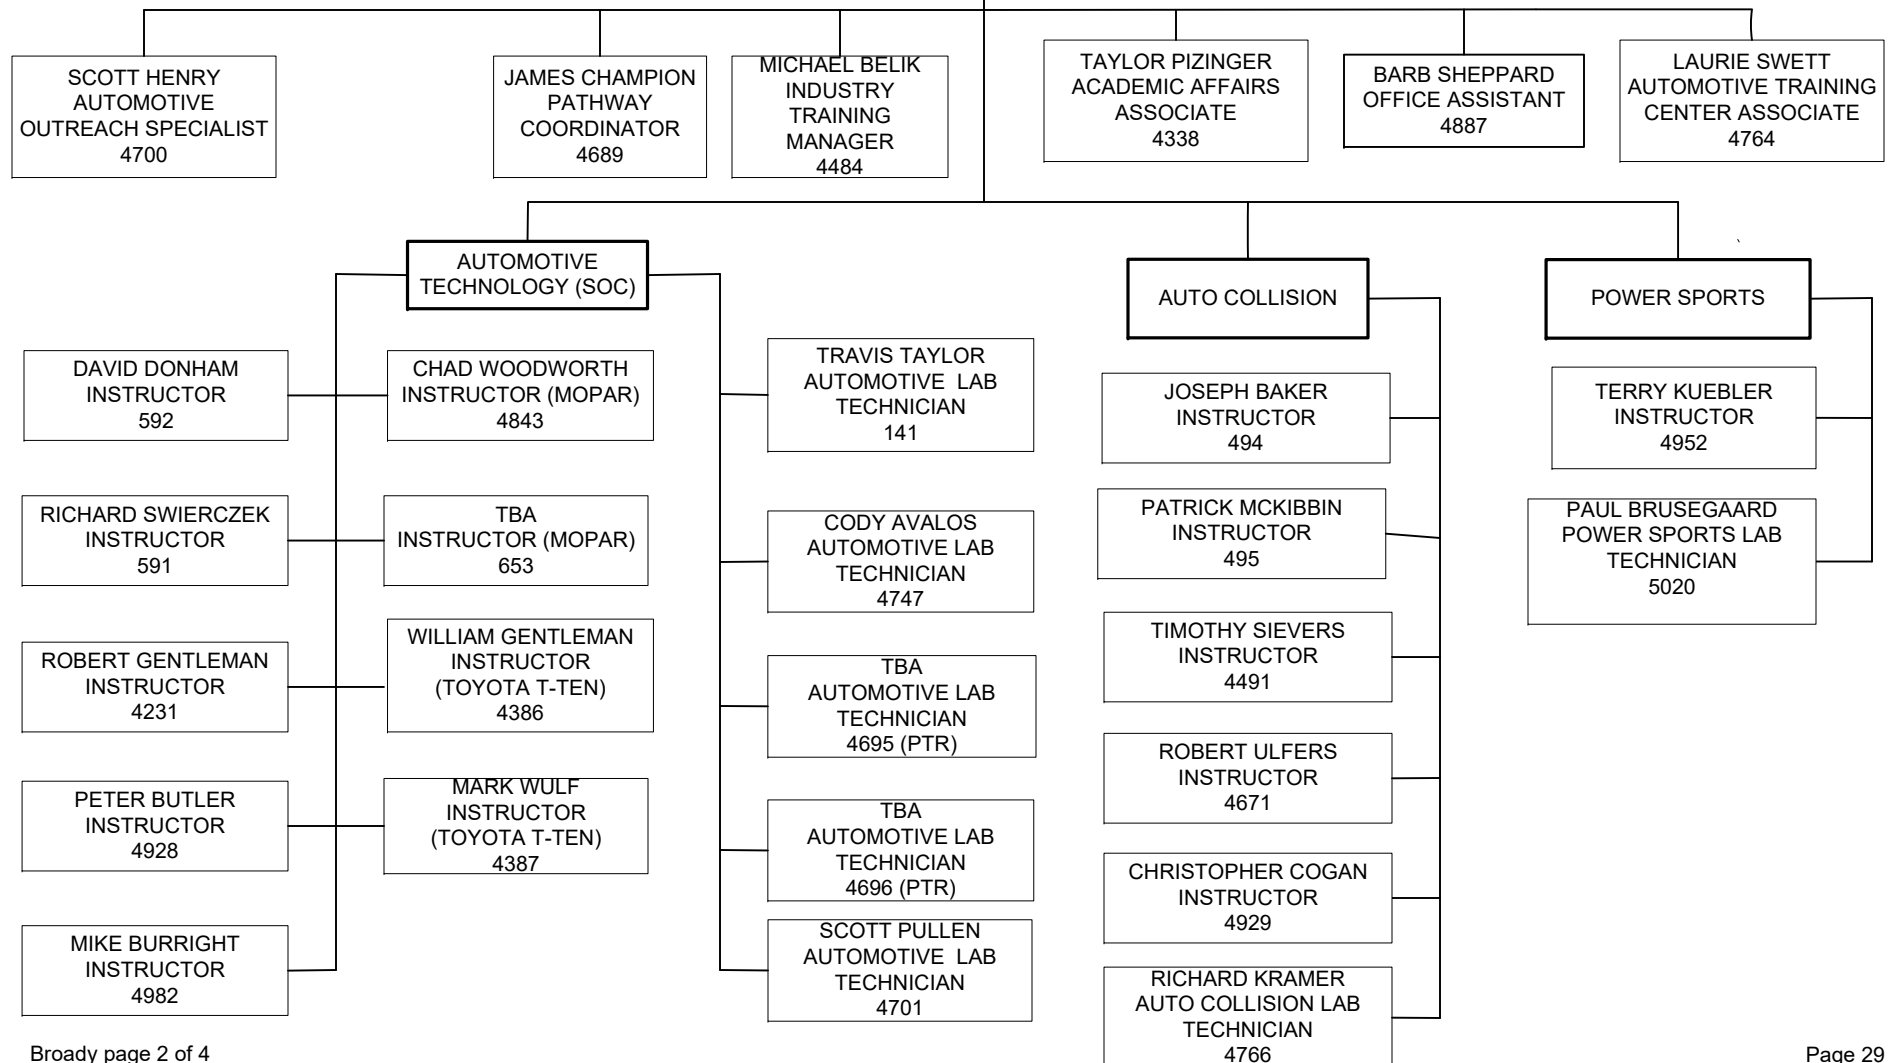 SCOTT HENRY
AUTOMOTIVE
OUTREACH SPECIALIST
4700
JAMES CHAMPION
PATHWAY
COORDINATOR
4689
MICHAEL BELIK
INDUSTRY
TRAINING
MANAGER
4484
TAYLOR PIZINGER
ACADEMIC AFFAIRS
ASSOCIATE
4338
BARB SHEPPARD
OFFICE ASSISTANT
4887
LAURIE SWETT
AUTOMOTIVE TRAINING
CENTER ASSOCIATE
4764
AUTOMOTIVE
TECHNOLOGY (SOC)
DAVID DONHAM
INSTRUCTOR
592
CHAD WOODWORTH
INSTRUCTOR (MOPAR)
4843
RICHARD SWIERCZEK
INSTRUCTOR
591
TBA
INSTRUCTOR (MOPAR)
653
ROBERT GENTLEMAN
INSTRUCTOR
4231
WILLIAM GENTLEMAN
INSTRUCTOR
(TOYOTA T-TEN)
4386
PETER BUTLER
INSTRUCTOR
4928
MARK WULF
INSTRUCTOR
(TOYOTA T-TEN)
4387
MIKE BURRIGHT
INSTRUCTOR
4982
TRAVIS TAYLOR
AUTOMOTIVE LAB
TECHNICIAN
141
CODY AVALOS
AUTOMOTIVE LAB
TECHNICIAN
4747
TBA
AUTOMOTIVE LAB
TECHNICIAN
4695 (PTR)
TBA
AUTOMOTIVE LAB
TECHNICIAN
4696 (PTR)
SCOTT PULLEN
AUTOMOTIVE LAB
TECHNICIAN
4701
AUTO COLLISION
JOSEPH BAKER
INSTRUCTOR
494
PATRICK MCKIBBIN
INSTRUCTOR
495
TIMOTHY SIEVERS
INSTRUCTOR
4491
ROBERT ULFERS
INSTRUCTOR
4671
CHRISTOPHER COGAN
INSTRUCTOR
4929
RICHARD KRAMER
AUTO COLLISION LAB
TECHNICIAN
4766
`
POWER SPORTS
TERRY KUEBLER
INSTRUCTOR
4952
PAUL BRUSEGAARD
POWER SPORTS LAB
TECHNICIAN
5020
Broady page 2 of 4
Page 29